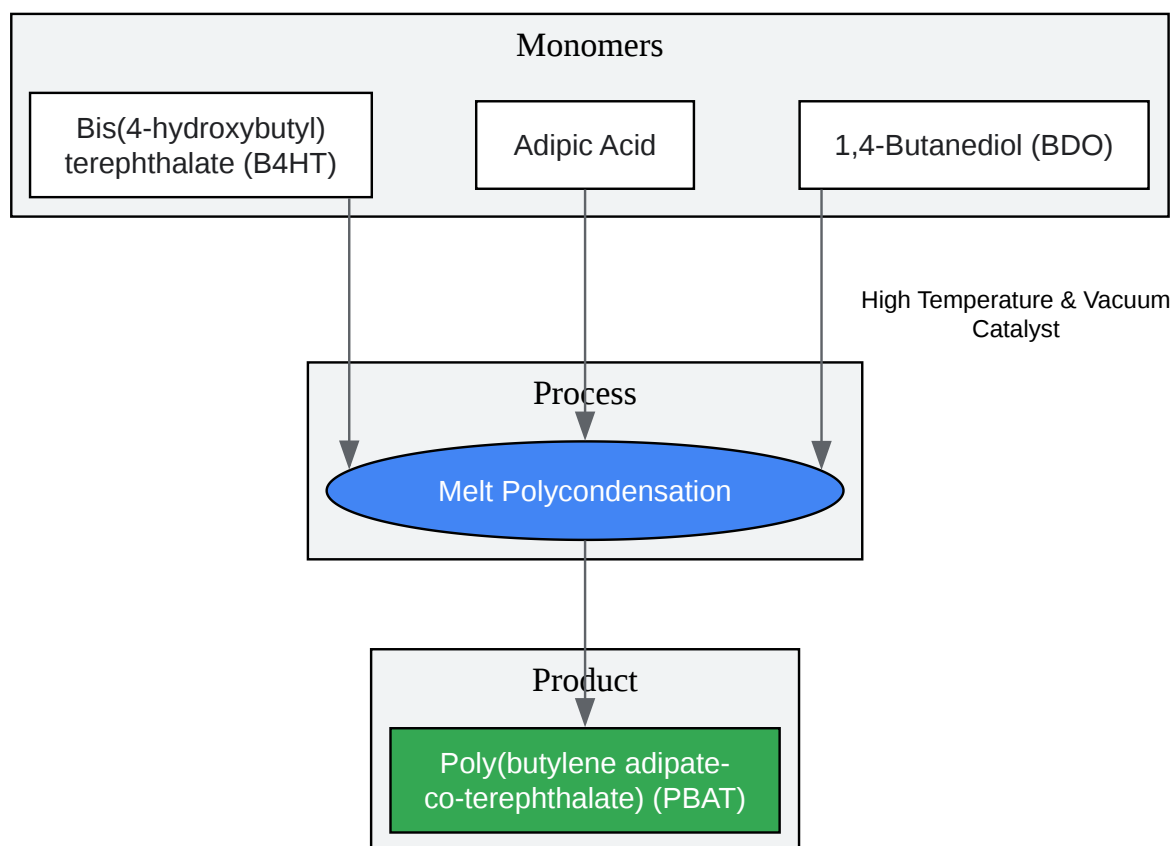 Monomers
Bis(4-hydroxybutyl)
terephthalate (B4HT)
Adipic Acid
1,4-Butanediol (BDO)
High Temperature & Vacuum
Catalyst
Process
Melt Polycondensation
Product
Poly(butylene adipate-
co-terephthalate) (PBAT)